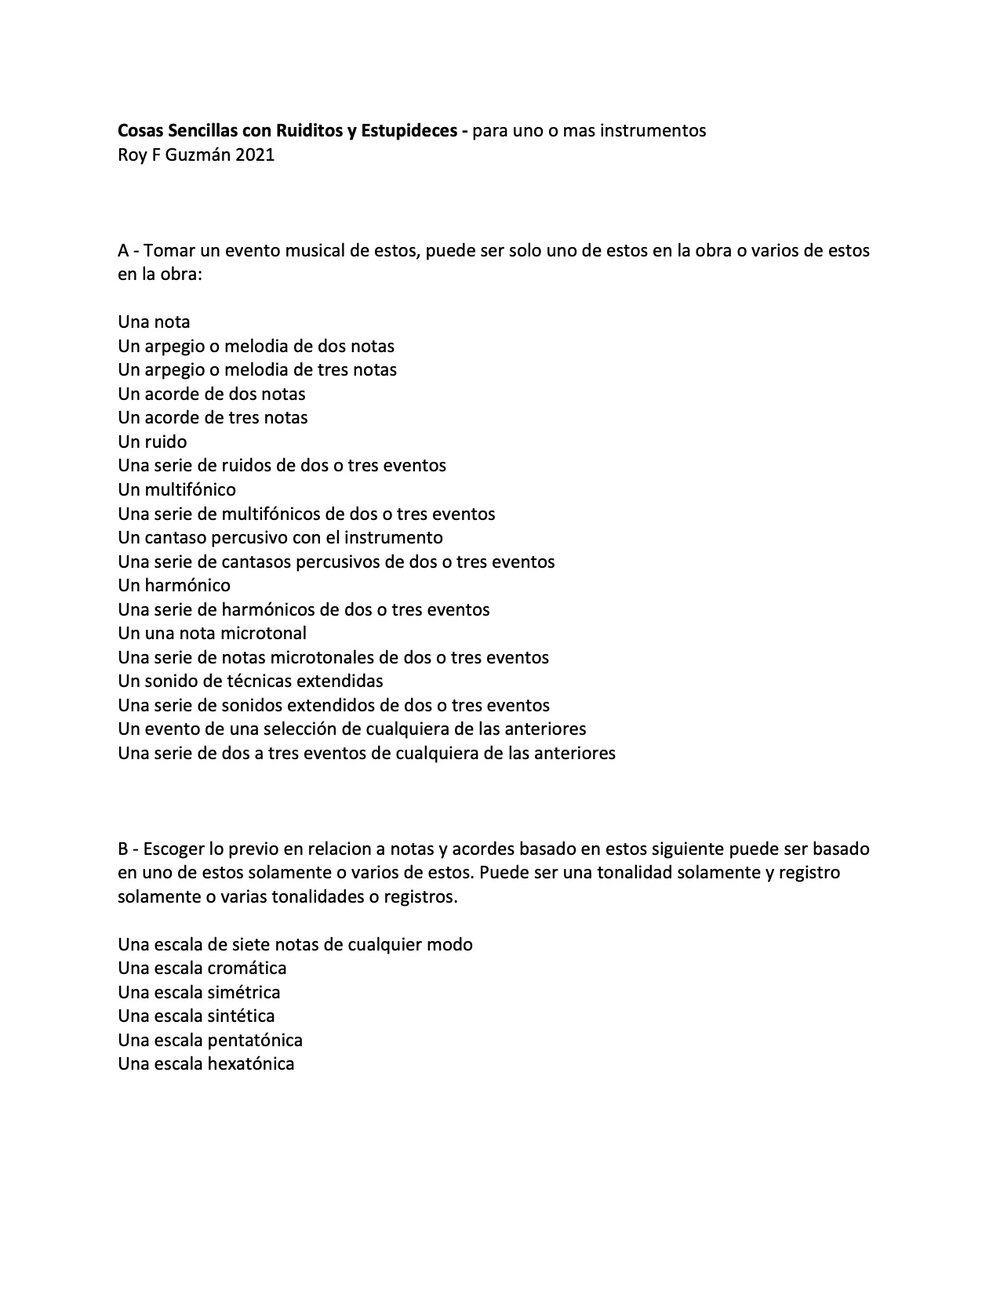 Cosas Sencillas con Ruiditos y Estupideces - para uno o mas instrumentos
Roy F Guzmán 2021
A - Tomar un evento musical de estos, puede ser solo uno de estos en la obra o varios de estos
en la obra:
Una nota
Un arpegio o melodia de dos notas
Un arpegio o melodia de tres notas
Un acorde de dos notas
Un acorde de tres notas
Un ruido
Una serie de ruidos de dos o tres eventos
Un multifónico
Una serie de multifónicos de dos o tres eventos
Un cantaso percusivo con el instrumento
Una serie de cantasos percusivos de dos o tres eventos
Un harmónico
Una serie de harmónicos de dos o tres eventos
Un una nota microtonal
Una serie de notas microtonales de dos o tres eventos
Un sonido de técnicas extendidas
Una serie de sonidos extendidos de dos o tres eventos
Un evento de una selección de cualquiera de las anteriores
Una serie de dos a tres eventos de cualquiera de las anteriores
B - Escoger lo previo en relacion a notas y acordes basado en estos siguiente puede ser basado
en uno de estos solamente o varios de estos. Puede ser una tonalidad solamente y registro
solamente o varias tonalidades o registros.
Una escala de siete notas de cualquier modo
Una escala cromática
Una escala simétrica
Una escala sintética
Una escala pentatónica
Una escala hexatónica